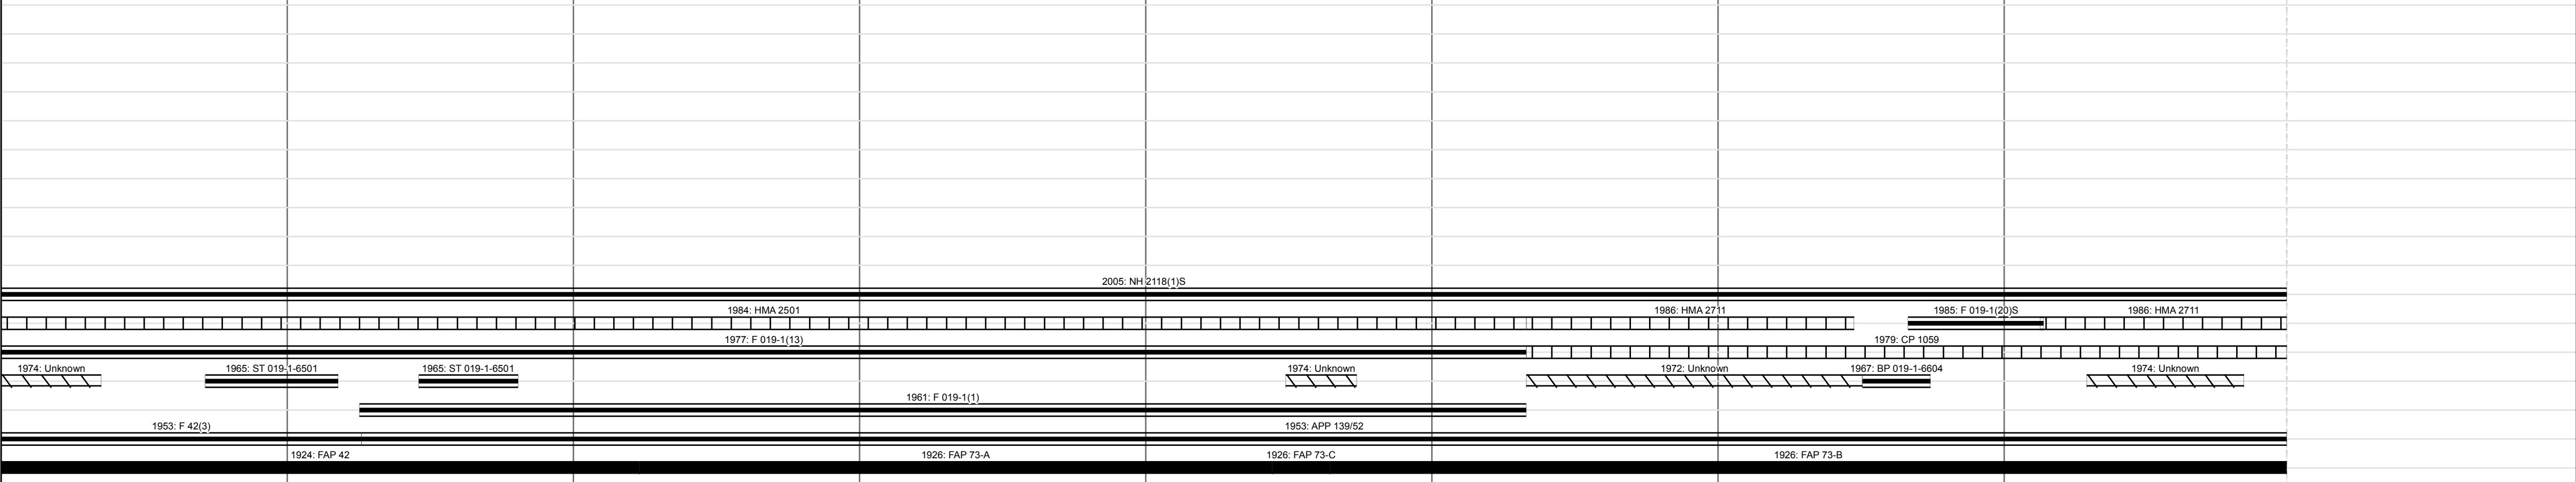 2005: NH 2118(1)S
1984: HMA 2501
1986: HMA 2711
1985: F 019-1(20)S
1986: HMA 2711
1977: F 019-1(13)
1979: CP 1059
1974: Unknown
1965: ST 019-1-6501
1965: ST 019-1-6501
1974: Unknown
1972: Unknown
1967: BP 019-1-6604
1974: Unknown
1961: F 019-1(1)
1953: F 42(3)
1953: APP 139/52
1924: FAP 42
1926: FAP 73-A
1926: FAP 73-C
1926: FAP 73-B